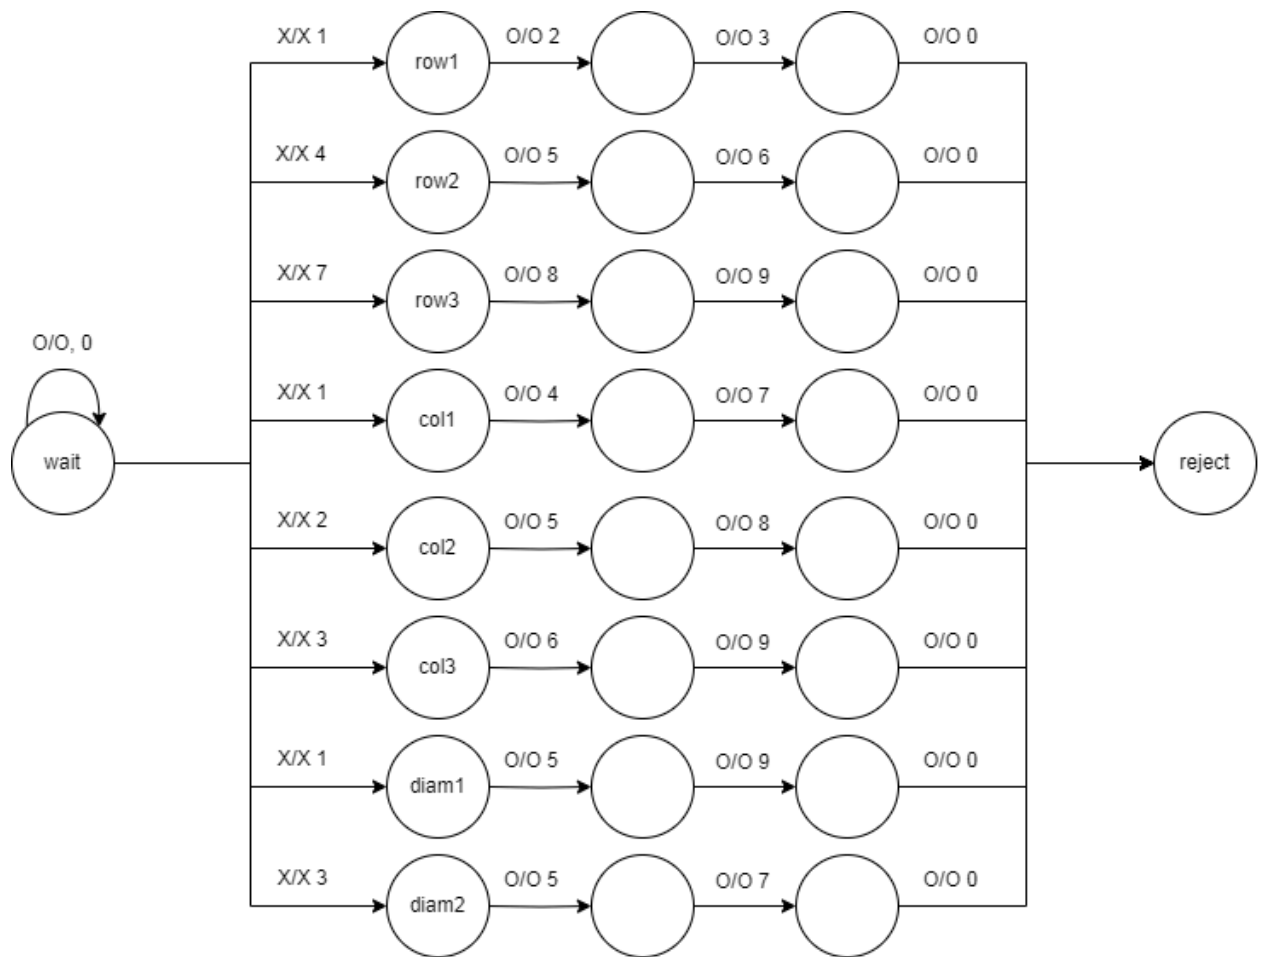 X/X 1
row1
O/O 2
O/O 3
O/O 0
X/X 4
row2
O/O 5
O/O 6
O/O 0
X/X 7
row3
O/O 8
O/O 9
O/O 0
O/O, 0
wait
X/X 1
col1
O/O 4
O/O 7
O/O 0
reject
X/X 2
col2
O/O 5
O/O 8
O/O 0
X/X 3
col3
O/O 6
O/O 9
O/O 0
X/X 1
diam1
O/O 5
O/O 9
O/O 0
X/X 3
diam2
O/O 5
O/O 7
O/O 0